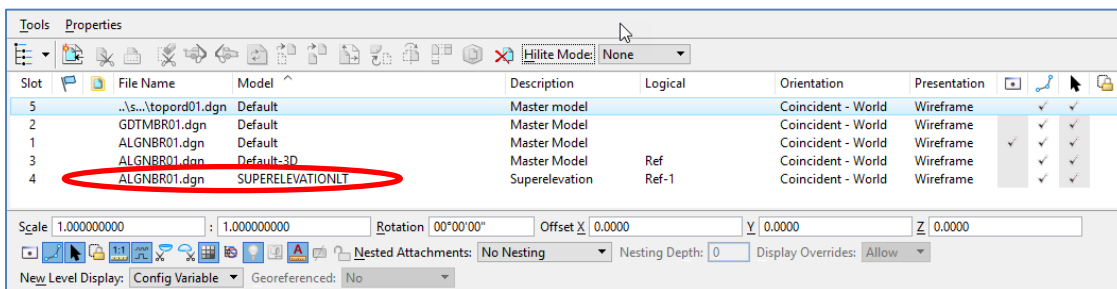 Tools Properties
Hilite Mode: None
Slot File Name Model Description Logical Orientation Presentation
5 ..\s...\topord01.dgn Default Master model Coincident - World Wireframe
2 GDTMBR01.dgn Default Master Model Coincident - World Wireframe
1 ALGNBR01.dgn Default Master Model Coincident - World Wireframe
3 ALGNBR01.dgn Default-3D Master Model Ref Coincident - World Wireframe
4 ALGNBR01.dgn SUPERELEVATIONLT Superelevation Ref-1 Coincident - World Wireframe
Scale 1.000000000 : 1.000000000 Rotation 00°00'00" Offset X 0.0000 Y 0.0000 Z 0.0000
1:1 A Nested Attachments: No Nesting Nesting Depth: 0 Display Overrides: Allow
New Level Display: Config Variable Georeferenced: No